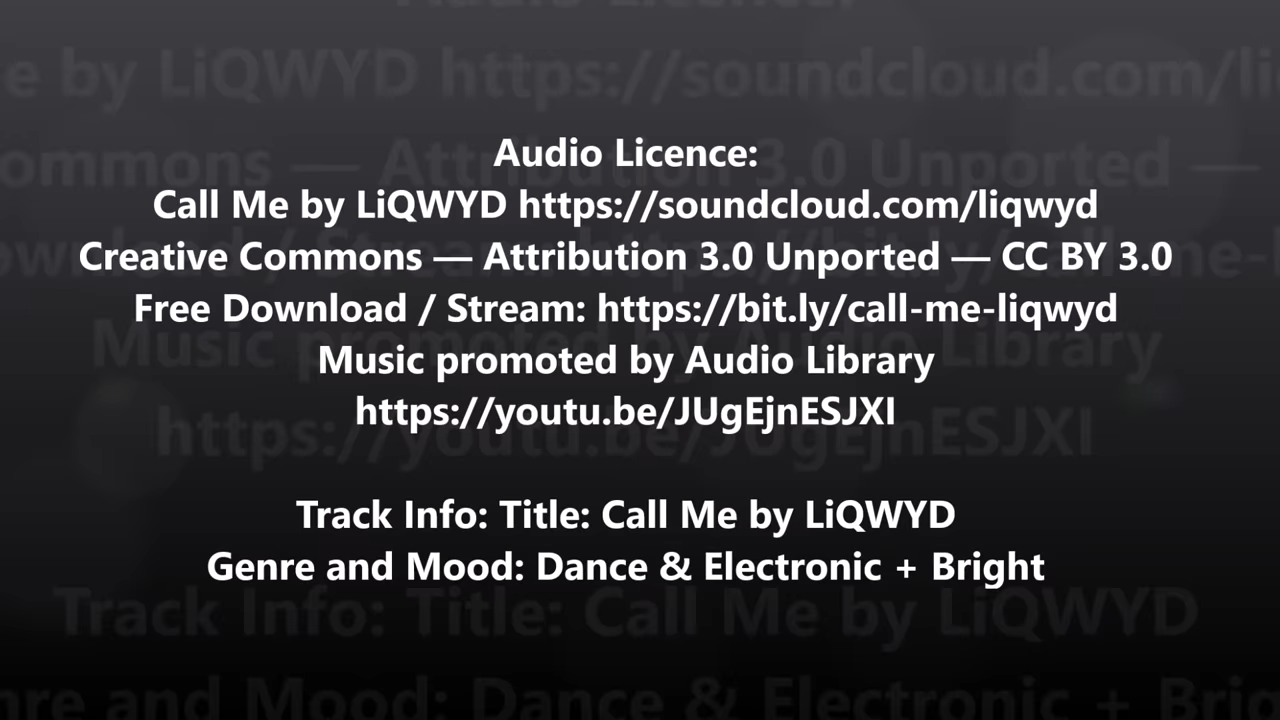 Audio Licence:
Call Me by LiQWYD https://soundcloud.com/liqwyd
Creative Commons — Attribution 3.0 Unported — CC BY 3.0
Free Download / Stream: https://bit.ly/call-me-liqwyd
Music promoted by Audio Library
https://youtu.be/JUgEjnESJXI
Track Info: Title: Call Me by LiQWYD
Genre and Mood: Dance & Electronic + Bright